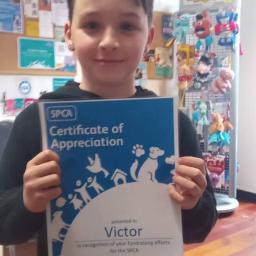 SPCA
Certificate of
Appreciation
presented to
Victor
in recognition of your fundraising efforts
for the SPCA